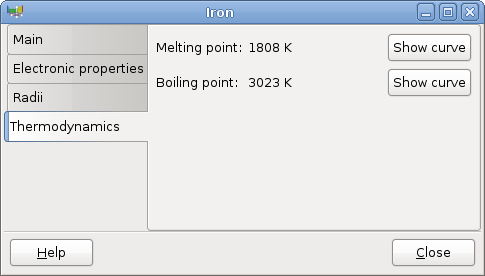 Iron
Main
Electronic properties
Radii
Thermodynamics
Melting point: 1808 K Show curve
Boiling point: 3023 K Show curve
Help Close